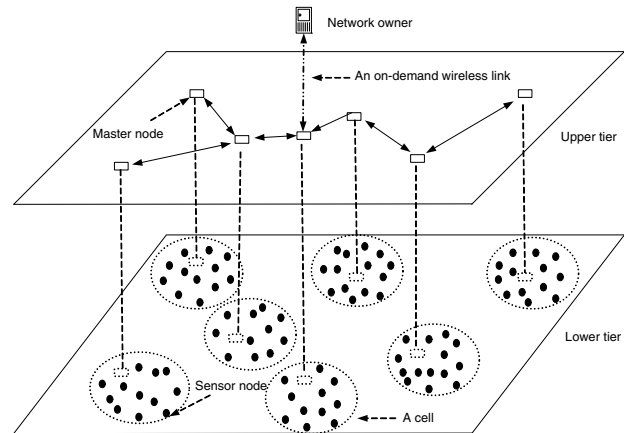 Network owner
An on-demand wireless link
Master node
Upper tier
Lower tier
Sensor node
A cell